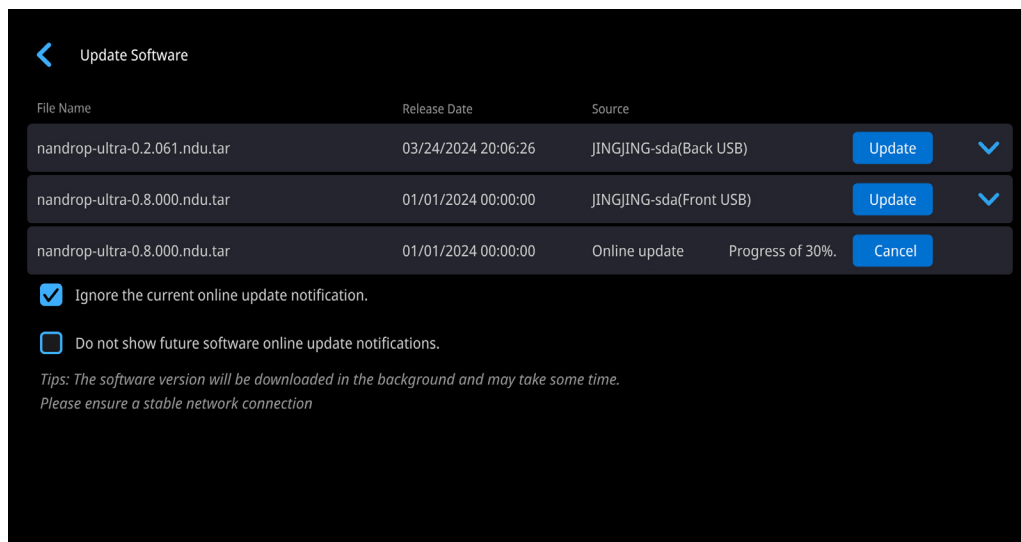 Update Software
File Name Release Date Source
nandrop-ultra-0.2.061.ndu.tar 03/24/2024 20:06:26 JINGJING-sda(Back USB) Update
nandrop-ultra-0.8.000.ndu.tar 01/01/2024 00:00:00 JINGJING-sda(Front USB) Update
nandrop-ultra-0.8.000.ndu.tar 01/01/2024 00:00:00 Online update Progress of 30%. Cancel
Ignore the current online update notification.
Do not show future software online update notifications.
Tips: The software version will be downloaded in the background and may take some time.
Please ensure a stable network connection